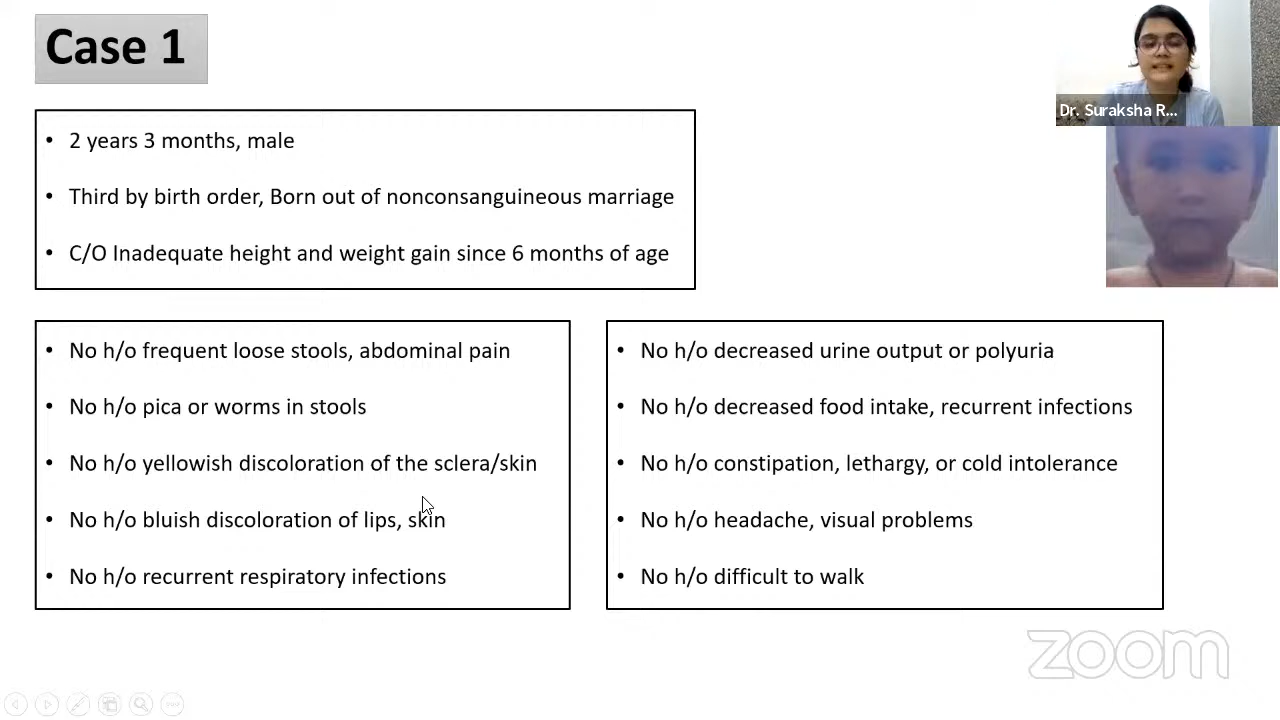 Case 1
Dr. Suraksha R...
• 2 years 3 months, male
• Third by birth order, Born out of nonconsanguineous marriage
• C/O Inadequate height and weight gain since 6 months of age
• No h/o frequent loose stools, abdominal pain
• No h/o pica or worms in stools
• No h/o yellowish discoloration of the sclera/skin
• No h/o bluish discoloration of lips, skin
• No h/o recurrent respiratory infections
• No h/o decreased urine output or polyuria
• No h/o decreased food intake, recurrent infections
• No h/o constipation, lethargy, or cold intolerance
• No h/o headache, visual problems
• No h/o difficult to walk
zoom